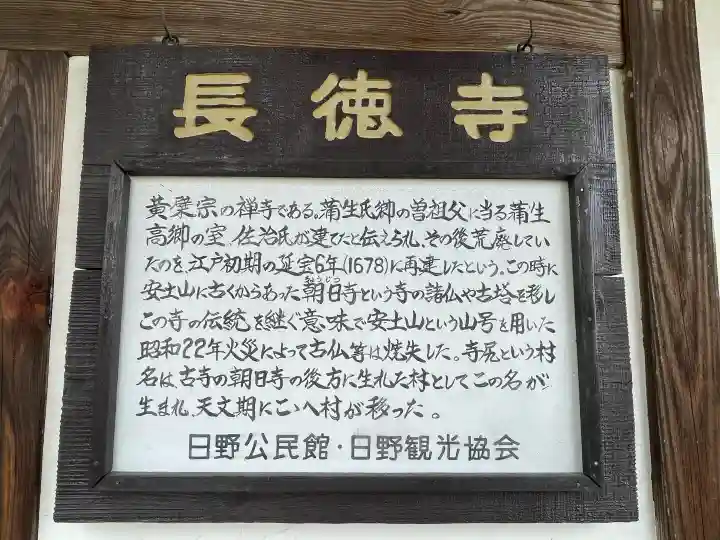 長徳寺
黄檗宗の禅寺である。蒲生氏郷の曽祖父に当る蒲生
高郷の室、佐治氏が建てたと伝えられ、その後荒廃してい
たのを、江戸初期の延宝6年(1678)に再建したという。この時に
安土山に古くからあった朝日寺という寺の諸仏や古塔を移し
この寺の伝統を継ぐ意味で安土山という山号を用いた
昭和22年火災によって古仏等は焼失した。寺尻という村
名は、古寺の朝日寺の後方に生れた村としてこの名が
生まれ、天文期にこゝへ村が移った。
日野公民館・日野観光協会